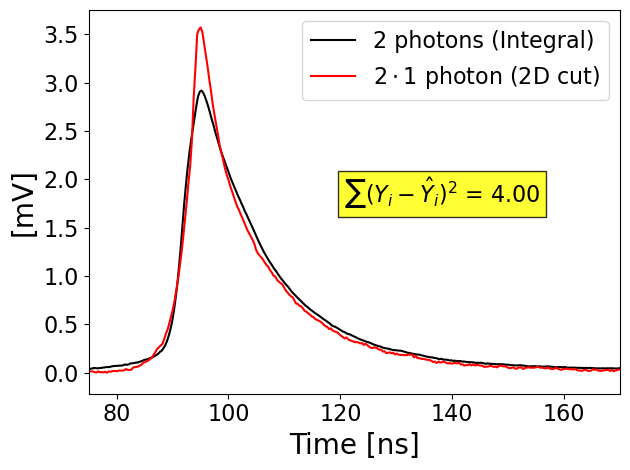 3.5
3.0
2.5
2.0
1.5
1.0
0.5
0.0
[mV]
2 photons (Integral)
2 · 1 photon (2D cut)
∑(Yᵢ − Ŷᵢ)² = 4.00
80 100 120 140 160
Time [ns]